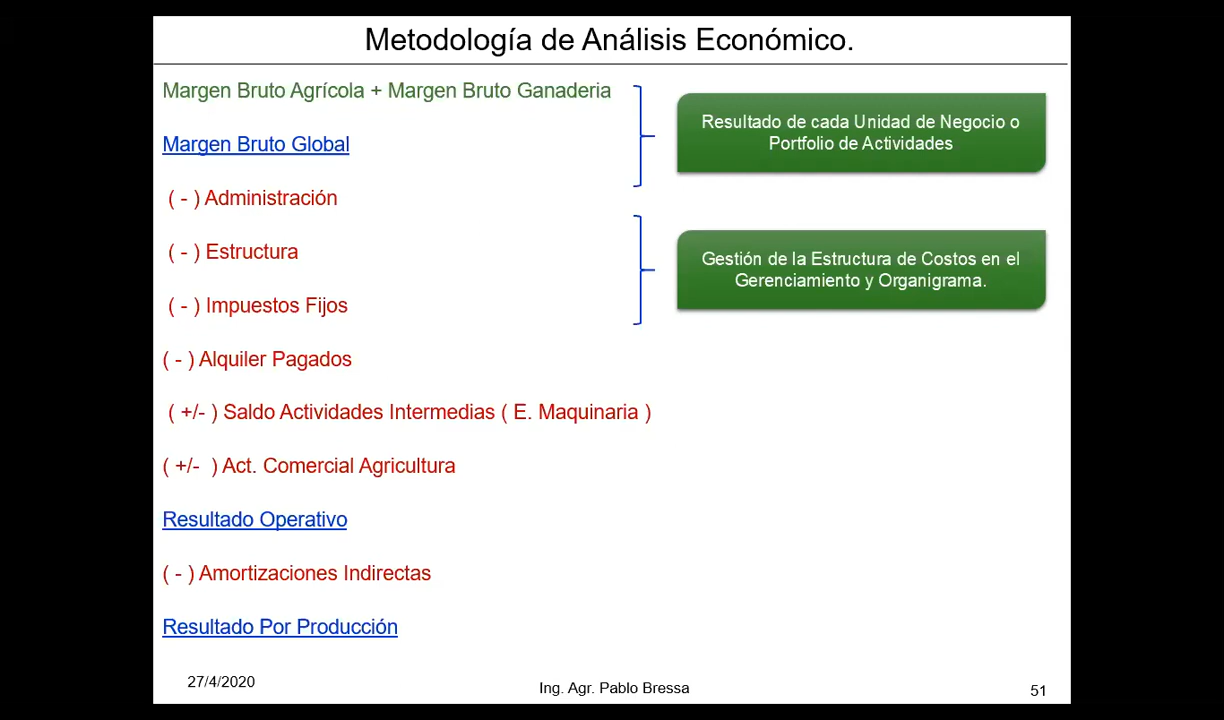 Metodología de Análisis Económico.
Margen Bruto Agrícola + Margen Bruto Ganaderia
Margen Bruto Global
( - ) Administración
( - ) Estructura
( - ) Impuestos Fijos
( - ) Alquiler Pagados
( +/- ) Saldo Actividades Intermedias ( E. Maquinaria )
( +/-  ) Act. Comercial Agricultura
Resultado Operativo
( - ) Amortizaciones Indirectas
Resultado Por Producción
Resultado de cada Unidad de Negocio o
Portfolio de Actividades
Gestión de la Estructura de Costos en el
Gerenciamiento y Organigrama.
27/4/2020
Ing. Agr. Pablo Bressa
51